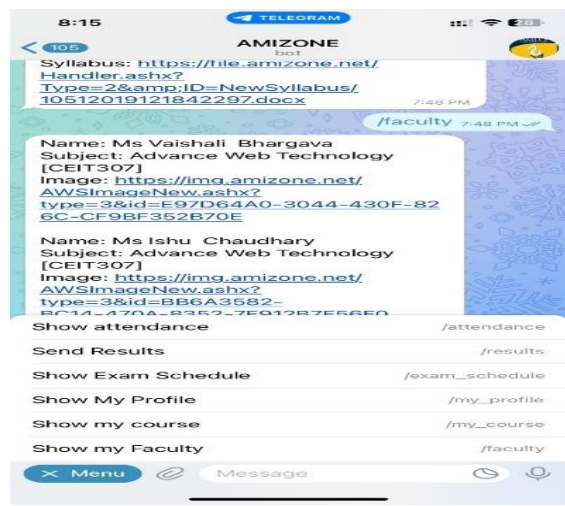 8:15
TELEGRAM
105
AMIZONE
bot
Syllabus: https://file.amizone.net/
Handler.ashx?
Type=2&amp;ID=NewSyllabus/
10512019121842297.docx
7:48 PM
/faculty 7:48 PM
Name: Ms Vaishali Bhargava
Subject: Advance Web Technology
[CEIT307]
Image: https://img.amizone.net/
AWSImageNew.ashx?
type=3&id=E97D64A0-3044-430F-82
6C-CF9BF352B70E
Name: Ms Ishu Chaudhary
Subject: Advance Web Technology
[CEIT307]
Image: https://img.amizone.net/
AWSImageNew.ashx?
type=3&id=BB6A3582-
BC14-470A-8352-7F912B7F56F0
Show attendance /attendance
Send Results /results
Show Exam Schedule /exam_schedule
Show My Profile /my_profile
Show my course /my_course
Show my Faculty /faculty
Menu
Message